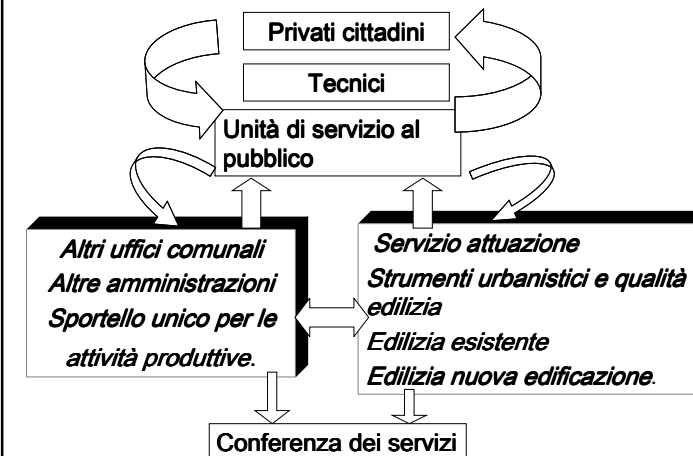 Privati cittadini
Tecnici
Unità di servizio al
pubblico
Altri uffici comunali
Altre amministrazioni
Sportello unico per le
attività produttive.
Servizio attuazione
Strumenti urbanistici e qualità
edilizia
Edilizia esistente
Edilizia nuova edificazione.
Conferenza dei servizi